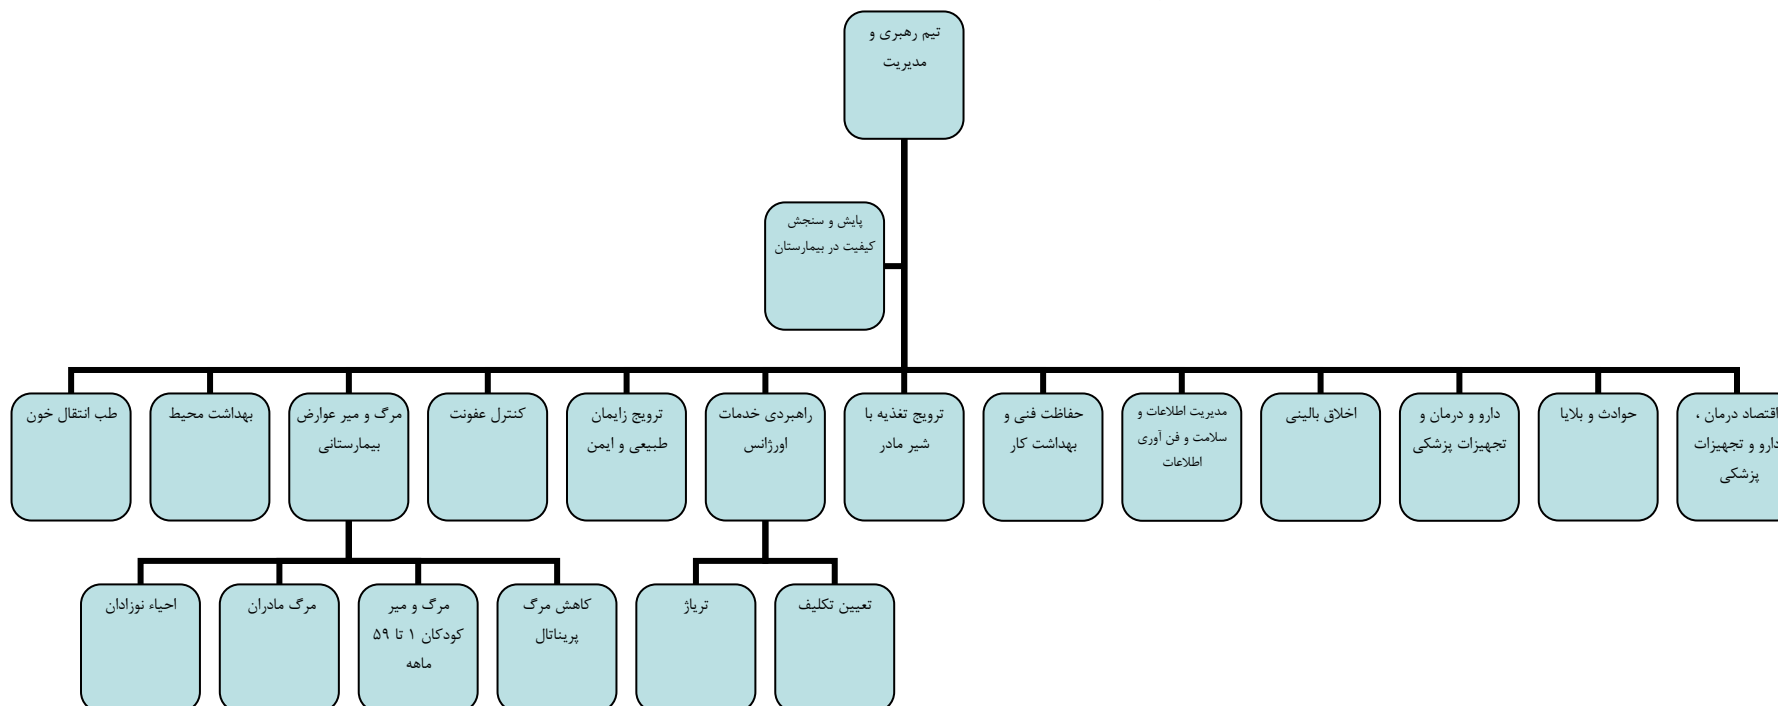 تیم رهبری و
مدیریت
پایش و سنجش
کیفیت در بیمارستان
اقتصاد درمان ،
دارو و تجهیزات
پزشکی
حوادث و بلایا
دارو و درمان و
تجهیزات پزشکی
اخلاق بالینی
مدیریت اطلاعات و
سلامت و فن آوری
اطلاعات
حفاظت فنی و
بهداشت کار
ترویج تغذیه با
شیر مادر
راهبردی خدمات
اورژانس
ترویج زایمان
طبیعی و ایمن
کنترل عفونت
مرگ و میر عوارض
بیمارستانی
بهداشت محیط
طب انتقال خون
تعیین تکلیف
تریاژ
کاهش مرگ
پریناتال
مرگ و میر
کودکان ۱ تا ۵۹
ماهه
مرگ مادران
احیاء نوزادان